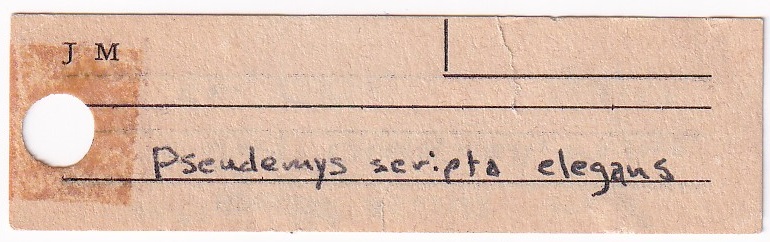 J M
Pseudemys scripta elegans